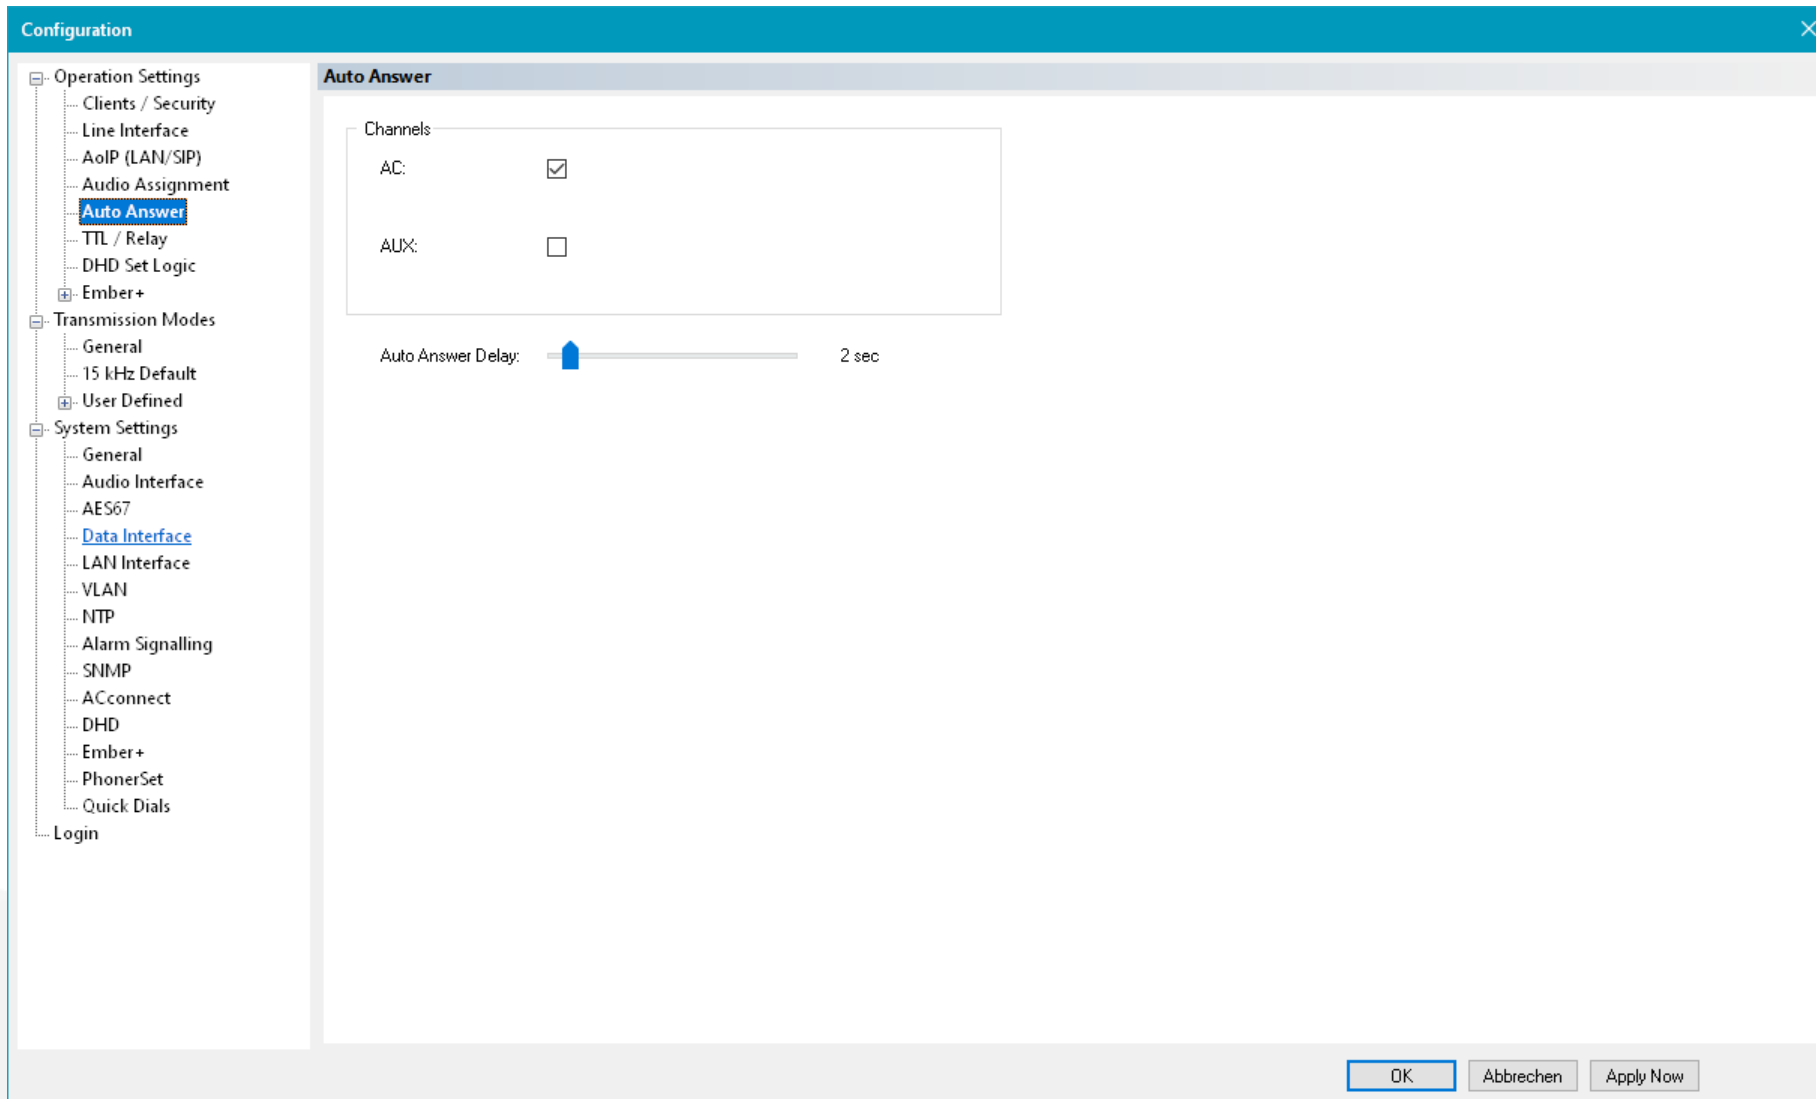 Configuration
Operation Settings
Clients / Security
Line Interface
AoIP (LAN/SIP)
Audio Assignment
Auto Answer
TTL / Relay
DHD Set Logic
Ember+
Transmission Modes
General
15 kHz Default
User Defined
System Settings
General
Audio Interface
AES67
Data Interface
LAN Interface
VLAN
NTP
Alarm Signalling
SNMP
ACconnect
DHD
Ember+
PhonerSet
Quick Dials
Login
Auto Answer
Channels
AC:
AUX:
Auto Answer Delay: 2 sec
OK Abbrechen Apply Now